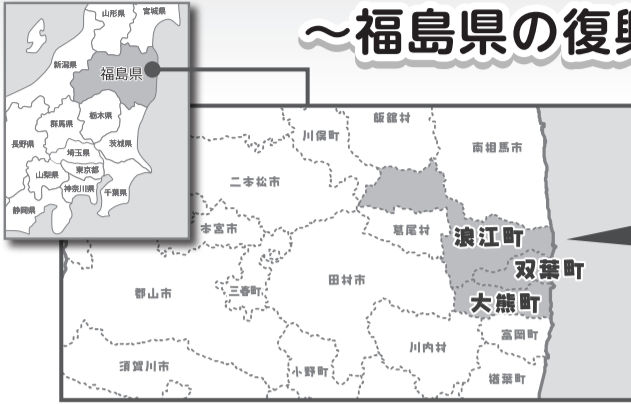 ～福島県の復興
山形県
宮城県
新潟県
福島県
群馬県
栃木県
長野県
茨城県
埼玉県
東京都
山梨県
神奈川県
千葉県
静岡県
飯舘村
川俣町
南相馬市
二本松市
本宮市
葛尾村
浪江町
双葉町
田村市
三春町
郡山市
大熊町
富岡町
川内村
須賀川市
小野町
楢葉町